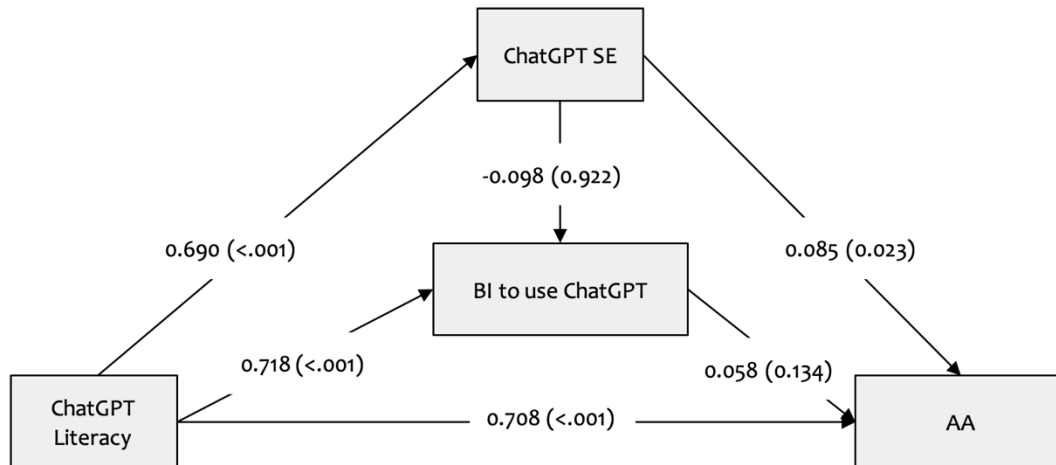 ChatGPT SE
-0.098 (0.922)
0.690 (<.001)
0.085 (0.023)
BI to use ChatGPT
0.718 (<.001)
0.058 (0.134)
ChatGPT
Literacy
0.708 (<.001)
AA